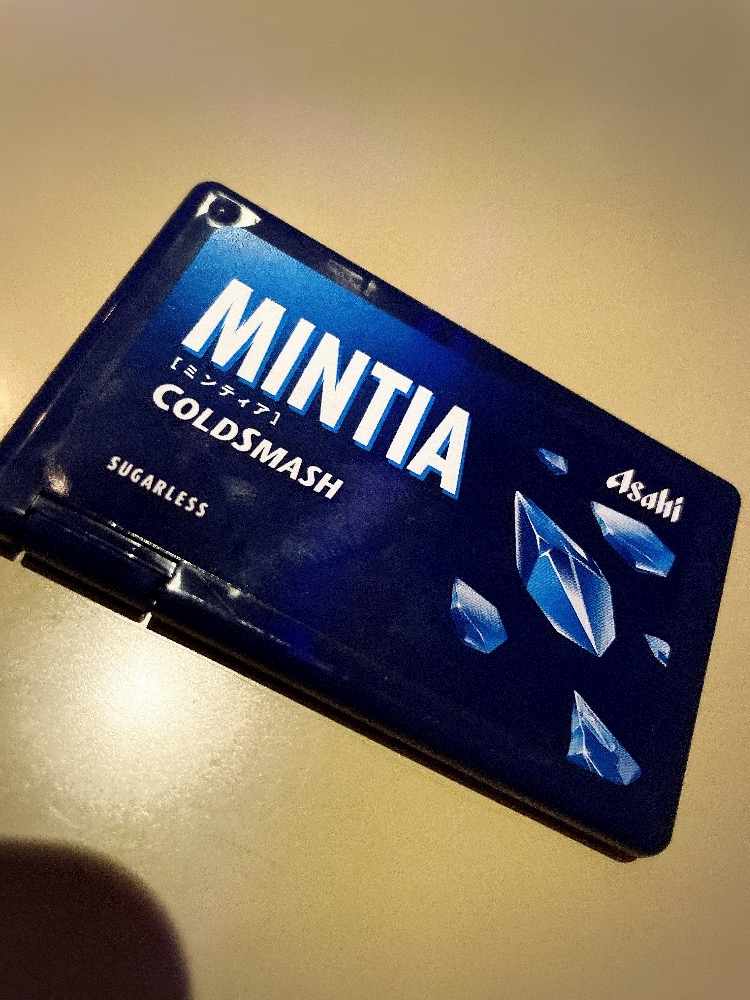 MINTIA
[ミンティア]
COLDSMASH
SUGARLESS
Asahi